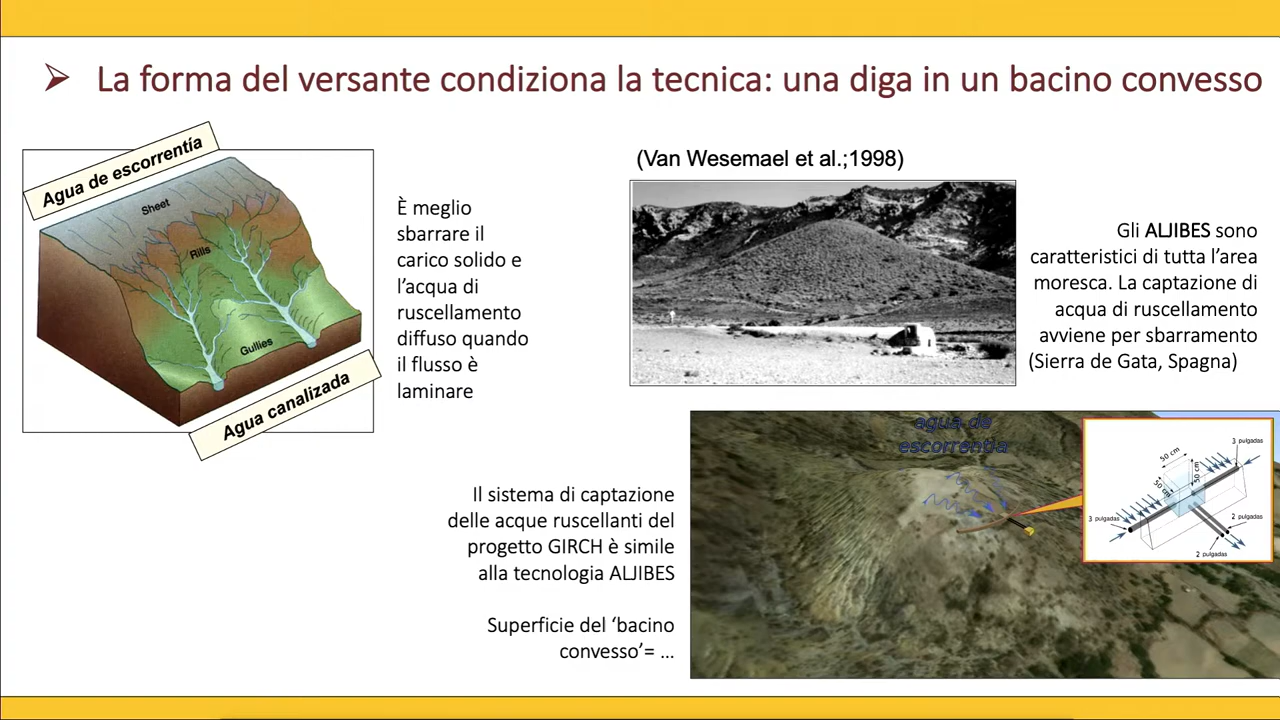 ➢ La forma del versante condiziona la tecnica: una diga in un bacino convesso
Agua de escorrentía
Sheet
Rills
Gullies
Agua canalizada
È meglio
sbarrare il
carico solido e
l’acqua di
ruscellamento
diffuso quando
il flusso è
laminare
(Van Wesemael et al.;1998)
Gli ALJIBES sono
caratteristici di tutta l’area
moresca. La captazione di
acqua di ruscellamento
avviene per sbarramento
(Sierra de Gata, Spagna)
Il sistema di captazione
delle acque ruscellanti del
progetto GIRCH è simile
alla tecnologia ALJIBES
Superficie del ‘bacino
convesso’= ...
agua de
escorrentia
3 pulgadas
50 cm
50 cm
50 cm
3 pulgadas
2 pulgadas
2 pulgadas